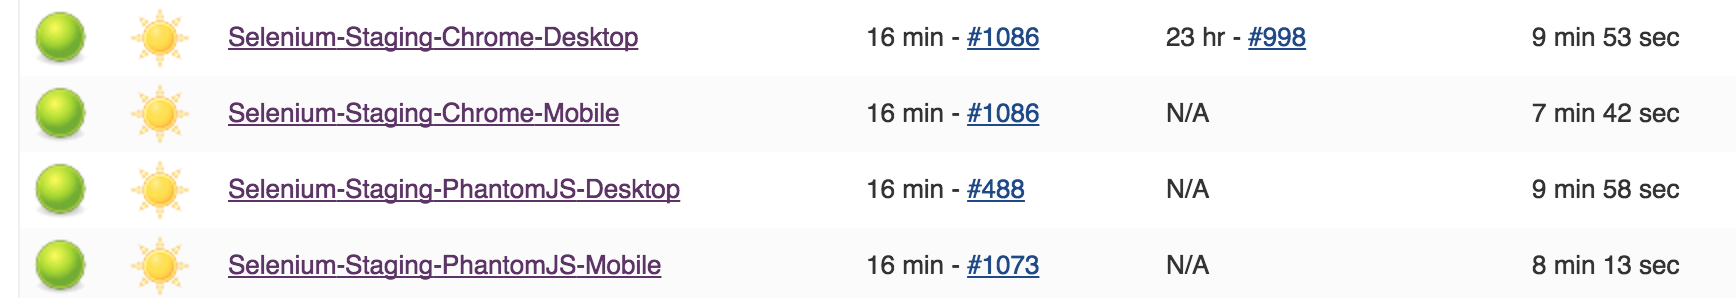 Selenium-Staging-Chrome-Desktop 16 min - #1086 23 hr - #998 9 min 53 sec
Selenium-Staging-Chrome-Mobile 16 min - #1086 N/A 7 min 42 sec
Selenium-Staging-PhantomJS-Desktop 16 min - #488 N/A 9 min 58 sec
Selenium-Staging-PhantomJS-Mobile 16 min - #1073 N/A 8 min 13 sec